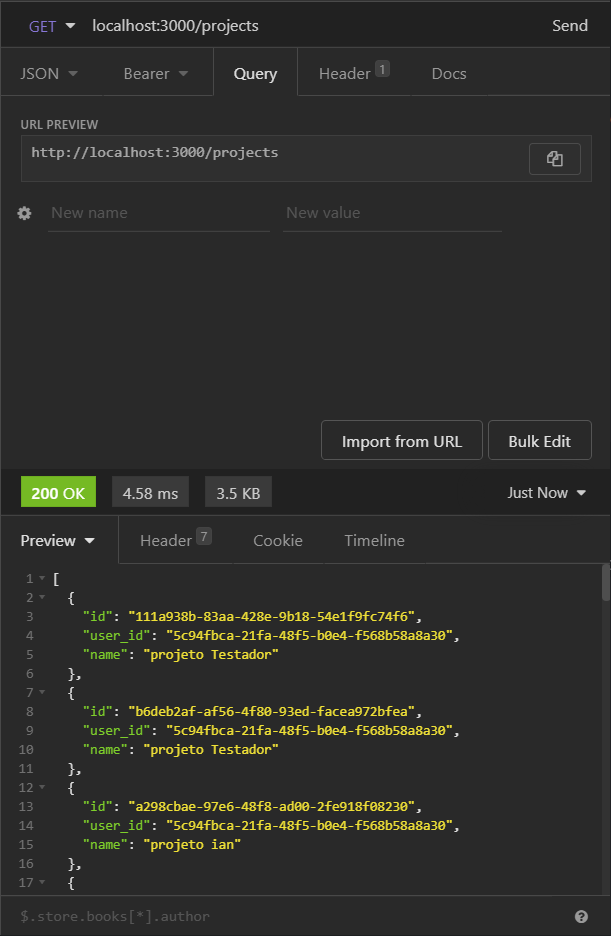 GET localhost:3000/projects Send
JSON Bearer Query Header 1 Docs
URL PREVIEW
http://localhost:3000/projects
New name New value
Import from URL Bulk Edit
200 OK 4.58 ms 3.5 KB Just Now
Preview Header 7 Cookie Timeline
1 [
2 {
3 "id": "111a938b-83aa-428e-9b18-54e1f9fc74f6",
4 "user_id": "5c94fbca-21fa-48f5-b0e4-f568b58a8a30",
5 "name": "projeto Testador"
6 },
7 {
8 "id": "b6deb2af-af56-4f80-93ed-facea972bfea",
9 "user_id": "5c94fbca-21fa-48f5-b0e4-f568b58a8a30",
10 "name": "projeto Testador"
11 },
12 {
13 "id": "a298cbae-97e6-48f8-ad00-2fe918f08230",
14 "user_id": "5c94fbca-21fa-48f5-b0e4-f568b58a8a30",
15 "name": "projeto ian"
16 },
17 {
$.store.books[*].author ?